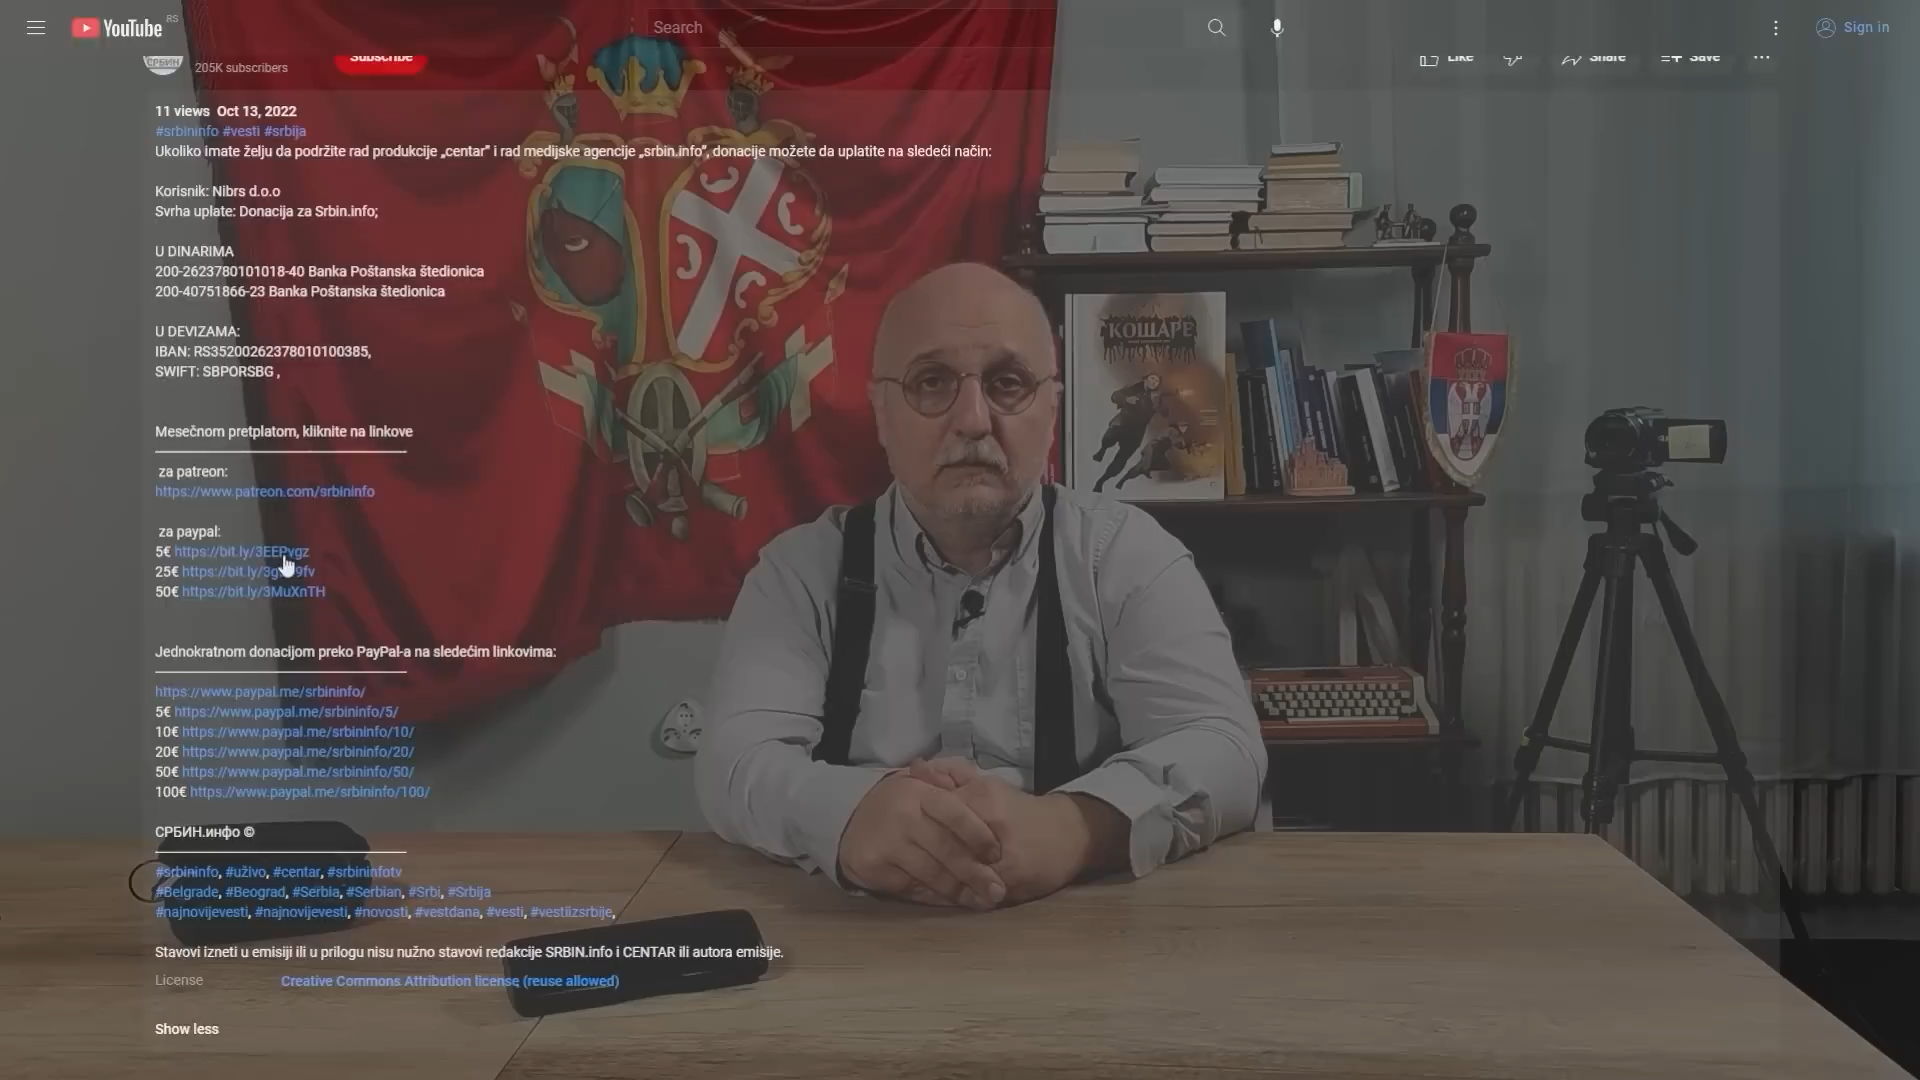 YouTube RS
Search
Sign in
СРБИН
205K subscribers
Subscribe
Like
Share
Save
11 views Oct 13, 2022
#srbininfo #vesti #srbija
Ukoliko imate želju da podržite rad produkcije „centar” i rad medijske agencije „srbin.info”, donacije možete da uplatite na sledeći način:
Korisnik: Nibrs d.o.o
Svrha uplate: Donacija za Srbin.info;
U DINARIMA
200-2623780101018-40 Banka Poštanska štedionica
200-40751866-23 Banka Poštanska štedionica
U DEVIZAMA:
IBAN: RS35200262378010100385,
SWIFT: SBPORSBG ,
Mesečnom pretplatom, kliknite na linkove
za patreon:
https://www.patreon.com/srbininfo
za paypal:
5€ https://bit.ly/3EEPvgz
25€
50€ https://bit.ly/3MuXnTH
Jednokratnom donacijom preko PayPal-a na sledećim linkovima:
https://www.paypal.me/srbininfo/
5€ https://www.paypal.me/srbininfo/5/
10€ https://www.paypal.me/srbininfo/10/
20€ https://www.paypal.me/srbininfo/20/
50€ https://www.paypal.me/srbininfo/50/
100€ https://www.paypal.me/srbininfo/100/
СРБИН.инфо ©
#srbininfo, #uživo, #centar, #srbininfotv
#Belgrade, #Beograd, #Serbia, #Serbian, #Srbi, #Srbija
#najnovijevesti, #najnovijevesti, #novosti, #vestdana, #vesti, #vestiizsrbije,
Stavovi izneti u emisiji ili u prilogu nisu nužno stavovi redakcije SRBIN.info i CENTAR ili autora emisije.
License Creative Commons Attribution license (reuse allowed)
Show less
КОШАРЕ